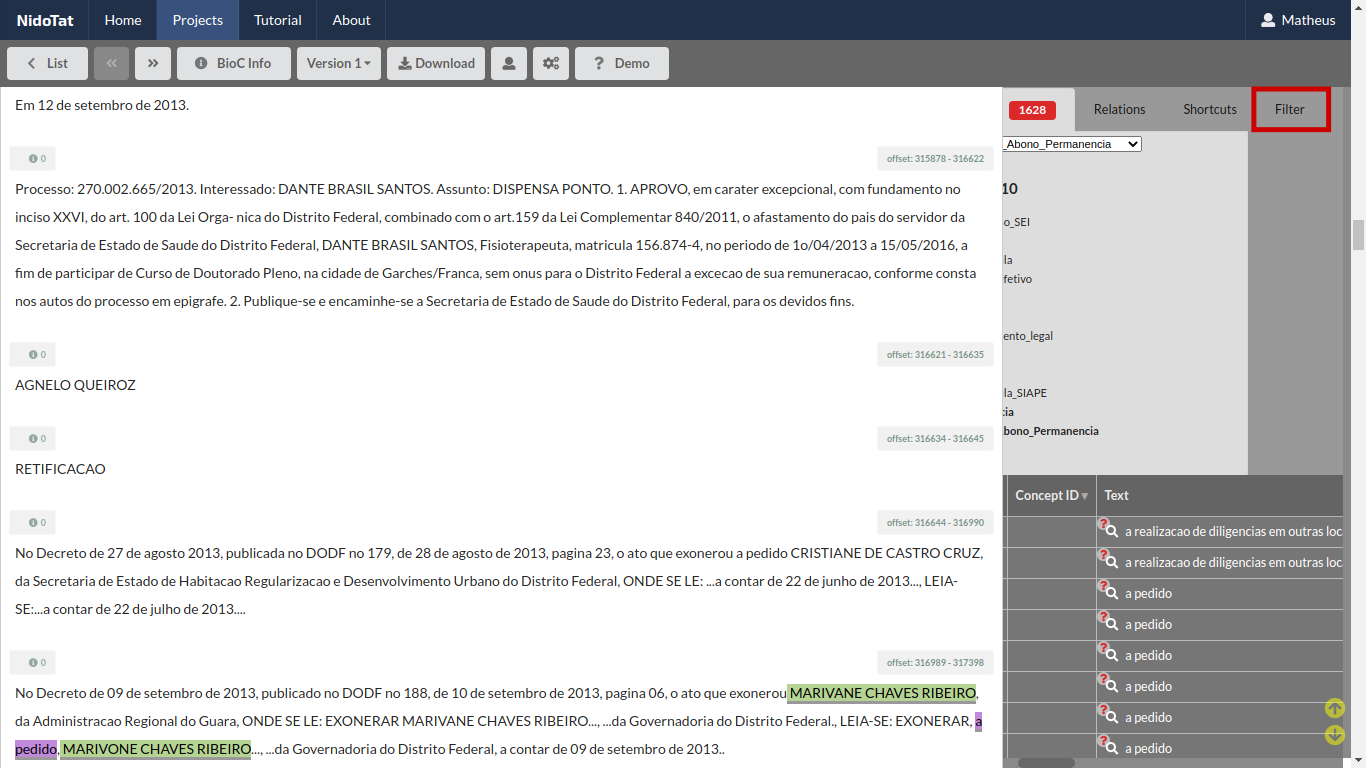 NidoTat Home Projects Tutorial About Matheus
List BioC Info Version 1 Download Demo
1628 Relations Shortcuts Filter
Em 12 de setembro de 2013.
_Abono_Permanencia
0 offset: 315878 - 316622
Processo: 270.002.665/2013. Interessado: DANTE BRASIL SANTOS. Assunto: DISPENSA PONTO. 1. APROVO, em carater excepcional, com fundamento no
inciso XXVI, do art. 100 da Lei Orga- nica do Distrito Federal, combinado com o art.159 da Lei Complementar 840/2011, o afastamento do pais do servidor da
Secretaria de Estado de Saude do Distrito Federal, DANTE BRASIL SANTOS, Fisioterapeuta, matricula 156.874-4, no periodo de 1o/04/2013 a 15/05/2016, a
fim de participar de Curso de Doutorado Pleno, na cidade de Garches/Franca, sem onus para o Distrito Federal a excecao de sua remuneracao, conforme consta
nos autos do processo em epigrafe. 2. Publique-se e encaminhe-se a Secretaria de Estado de Saude do Distrito Federal, para os devidos fins.
0 offset: 316621 - 316635
AGNELO QUEIROZ
0 offset: 316634 - 316645
RETIFICACAO
0 offset: 316644 - 316990
No Decreto de 27 de agosto 2013, publicada no DODF no 179, de 28 de agosto de 2013, pagina 23, o ato que exonerou a pedido CRISTIANE DE CASTRO CRUZ,
da Secretaria de Estado de Habitacao Regularizacao e Desenvolvimento Urbano do Distrito Federal, ONDE SE LE: ...a contar de 22 de junho de 2013..., LEIA-
SE:...a contar de 22 de julho de 2013....
0 offset: 316989 - 317398
No Decreto de 09 de setembro de 2013, publicado no DODF no 188, de 10 de setembro de 2013, pagina 06, o ato que exonerou MARIVANE CHAVES RIBEIRO,
da Administracao Regional do Guara, ONDE SE LE: EXONERAR MARIVANE CHAVES RIBEIRO..., ...da Governadoria do Distrito Federal., LEIA-SE: EXONERAR, a
pedido, MARIVONE CHAVES RIBEIRO..., ...da Governadoria do Distrito Federal, a contar de 09 de setembro de 2013..
10
o_SEI
la
fetivo
ento_legal
la_SIAPE
cia
bono_Permanencia
Concept ID Text
? a realizacao de diligencias em outras loc
? a realizacao de diligencias em outras loc
? a pedido
? a pedido
? a pedido
? a pedido
? a pedido
? a pedido